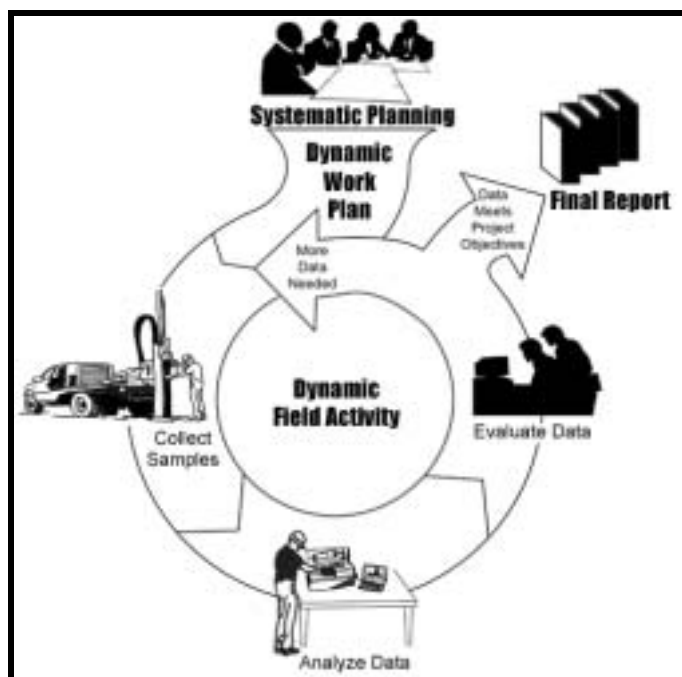 Systematic Planning
Dynamic
Work
Plan
Final Report
Data
Meets
Project
Objectives
More
Data
Needed
Dynamic
Field Activity
Collect
Samples
Evaluate Data
Analyze Data